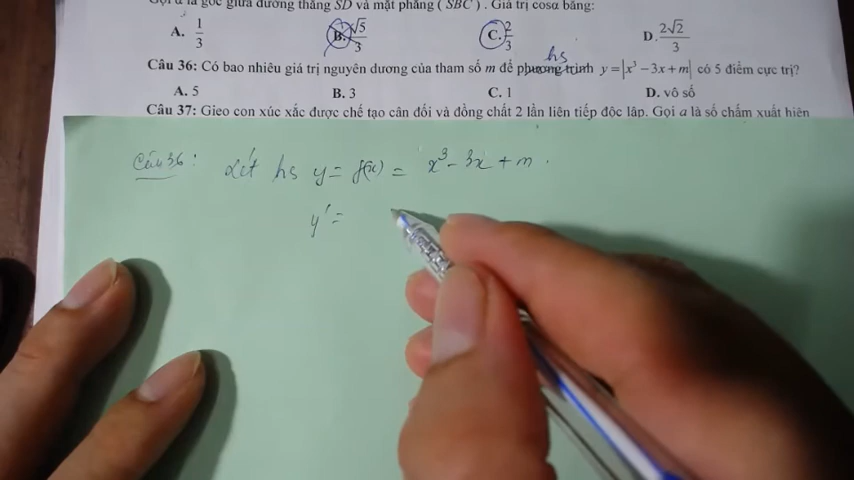 Gọi α là góc giữa đường thẳng SD và mặt phẳng (SBC). Giá trị cosα bằng:
A. 1/3 B. √5/3 C. 2/3 D. 2√2/3
hs
Câu 36: Có bao nhiêu giá trị nguyên dương của tham số m để phương trình y=|x³−3x+m| có 5 điểm cực trị?
A. 5 B. 3 C. 1 D. vô số
Câu 37: Gieo con xúc xắc được chế tạo cân đối và đồng chất 2 lần liên tiếp độc lập. Gọi a là số chấm xuất hiện
Câu 36: Xét hs y = f(x) = x³ − 3x + m.
y' =